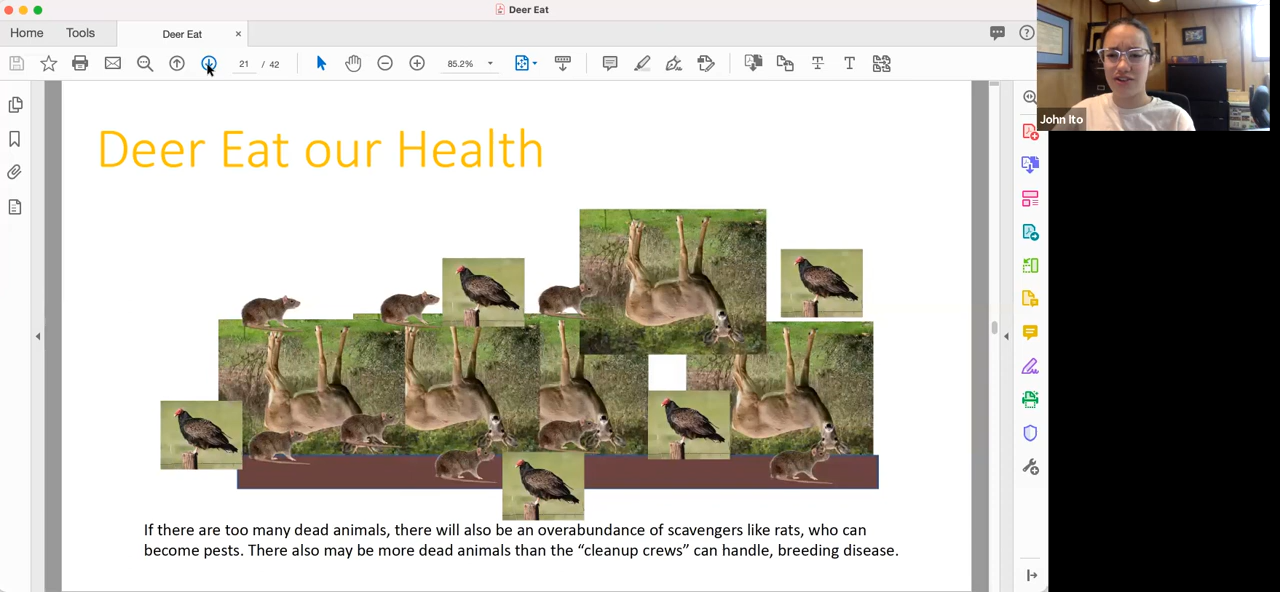 Deer Eat
Home
Tools
Deer Eat
21 / 42
85.2%
John Ito
Deer Eat our Health
If there are too many dead animals, there will also be an overabundance of scavengers like rats, who can
become pests. There also may be more dead animals than the “cleanup crews” can handle, breeding disease.